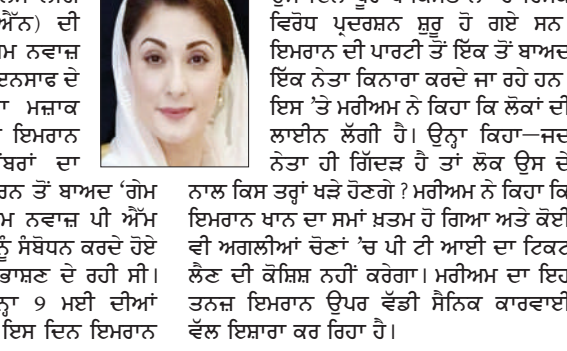 ਐੱਨ) ਦੀ
ਮ ਨਵਾਜ਼
ਇਨਸਾਫ ਦੇ
ਾ ਮਜ਼ਾਕ
ਇਮਰਾਨ
ਬਰਾਂ ਦਾ
ਰਨ ਤੋਂ ਬਾਅਦ ‘ਗੇਮ
ਮ ਨਵਾਜ਼ ਪੀ ਐੱਮ
ਨੂੰ ਸੰਬੋਧਨ ਕਰਦੇ ਹੋਏ
ਭਾਸ਼ਣ ਦੇ ਰਹੀ ਸੀ।
ਨ੍ਹਾ 9 ਮਈ ਦੀਆਂ
ਇਸ ਦਿਨ ਇਮਰਾਨ
ਵਿਰੋਧ ਪ੍ਰਦਰਸ਼ਨ ਸ਼ੁਰੂ ਹੋ ਗਏ ਸਨ
ਇਮਰਾਨ ਦੀ ਪਾਰਟੀ ਤੋਂ ਇੱਕ ਤੋਂ ਬਾਅਦ
ਇੱਕ ਨੇਤਾ ਕਿਨਾਰਾ ਕਰਦੇ ਜਾ ਰਹੇ ਹਨ
ਇਸ ’ਤੇ ਮਰੀਅਮ ਨੇ ਕਿਹਾ ਕਿ ਲੋਕਾਂ ਦੀ
ਲਾਈਨ ਲੱਗੀ ਹੈ। ਉਨ੍ਹਾ ਕਿਹਾ—ਜਦ
ਨੇਤਾ ਹੀ ਗਿੱਦੜ ਹੈ ਤਾਂ ਲੋਕ ਉਸ ਦੇ
ਨਾਲ ਕਿਸ ਤਰ੍ਹਾਂ ਖੜੇ ਹੋਣਗੇ ? ਮਰੀਅਮ ਨੇ ਕਿਹਾ ਕਿ
ਇਮਰਾਨ ਖਾਨ ਦਾ ਸਮਾਂ ਖ਼ਤਮ ਹੋ ਗਿਆ ਅਤੇ ਕੋਈ
ਵੀ ਅਗਲੀਆਂ ਚੋਣਾਂ ’ਚ ਪੀ ਟੀ ਆਈ ਦਾ ਟਿਕਟ
ਲੈਣ ਦੀ ਕੋਸ਼ਿਸ਼ ਨਹੀਂ ਕਰੇਗਾ। ਮਰੀਅਮ ਦਾ ਇਹ
ਤਨਜ਼ ਇਮਰਾਨ ਉਪਰ ਵੱਡੀ ਸੈਨਿਕ ਕਾਰਵਾਈ
ਵੱਲ ਇਸ਼ਾਰਾ ਕਰ ਰਿਹਾ ਹੈ।